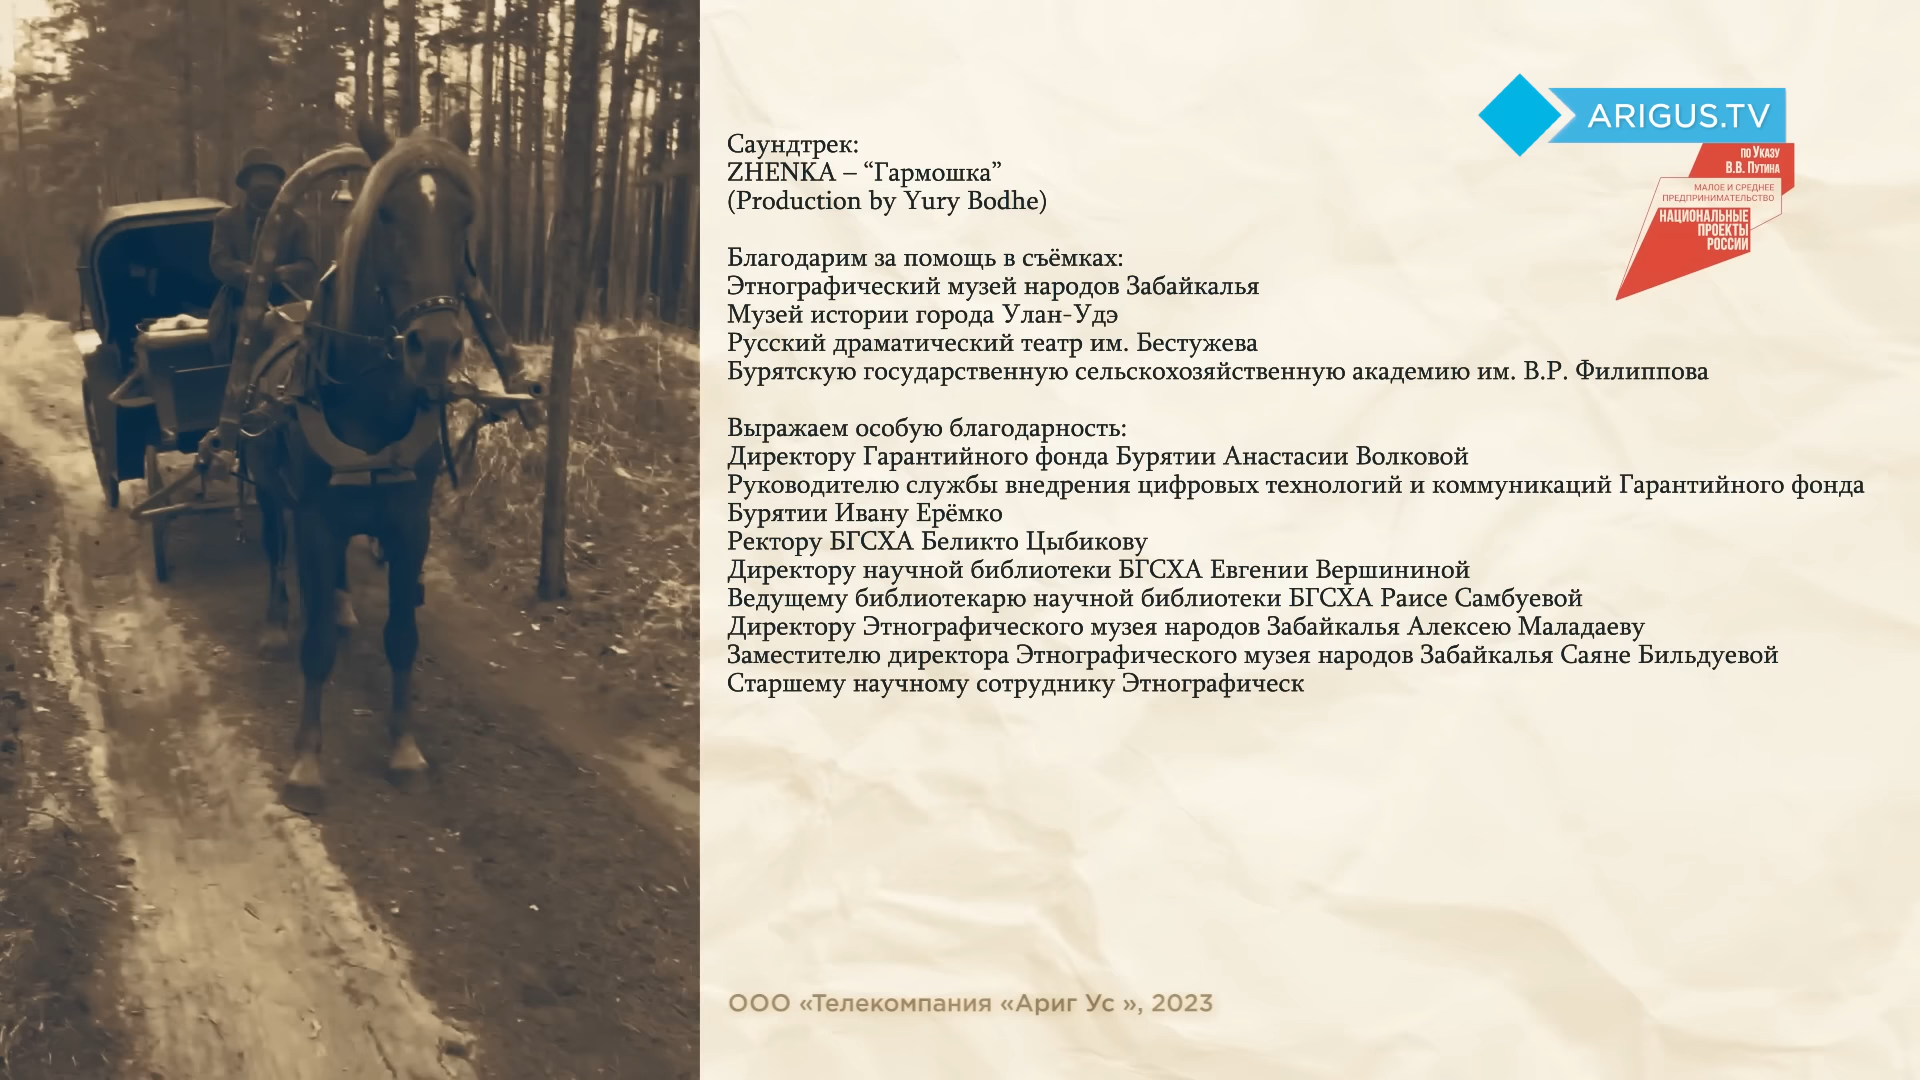 ARIGUS.TV
по Указу
В.В. Путина
МАЛОЕ И СРЕДНЕЕ
ПРЕДПРИНИМАТЕЛЬСТВО
НАЦИОНАЛЬНЫЕ
ПРОЕКТЫ
РОССИИ
Саундтрек:
ZHENKA – “Гармошка”
(Production by Yury Bodhe)
Благодарим за помощь в съёмках:
Этнографический музей народов Забайкалья
Музей истории города Улан-Удэ
Русский драматический театр им. Бестужева
Бурятскую государственную сельскохозяйственную академию им. В.Р. Филиппова
Выражаем особую благодарность:
Директору Гарантийного фонда Бурятии Анастасии Волковой
Руководителю службы внедрения цифровых технологий и коммуникаций Гарантийного фонда
Бурятии Ивану Ерёмко
Ректору БГСХА Беликто Цыбикову
Директору научной библиотеки БГСХА Евгении Вершининой
Ведущему библиотекарю научной библиотеки БГСХА Раисе Самбуевой
Директору Этнографического музея народов Забайкалья Алексею Маладаеву
Заместителю директора Этнографического музея народов Забайкалья Саяне Бильдуевой
Старшему научному сотруднику Этнографическ
ООО «Телекомпания «Ариг Ус », 2023